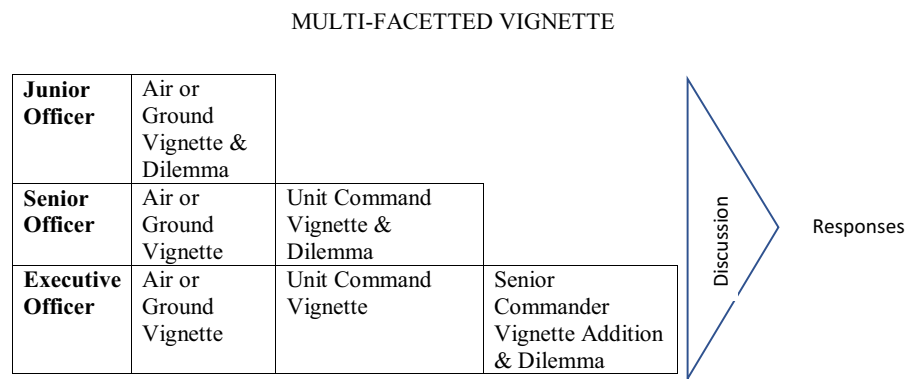 MULTI-FACETTED VIGNETTE
Junior
Officer
Air or
Ground
Vignette &
Dilemma
Senior
Officer
Air or
Ground
Vignette
Unit Command
Vignette &
Dilemma
Executive
Officer
Air or
Ground
Vignette
Unit Command
Vignette
Senior
Commander
Vignette Addition
& Dilemma
Discussion
Responses